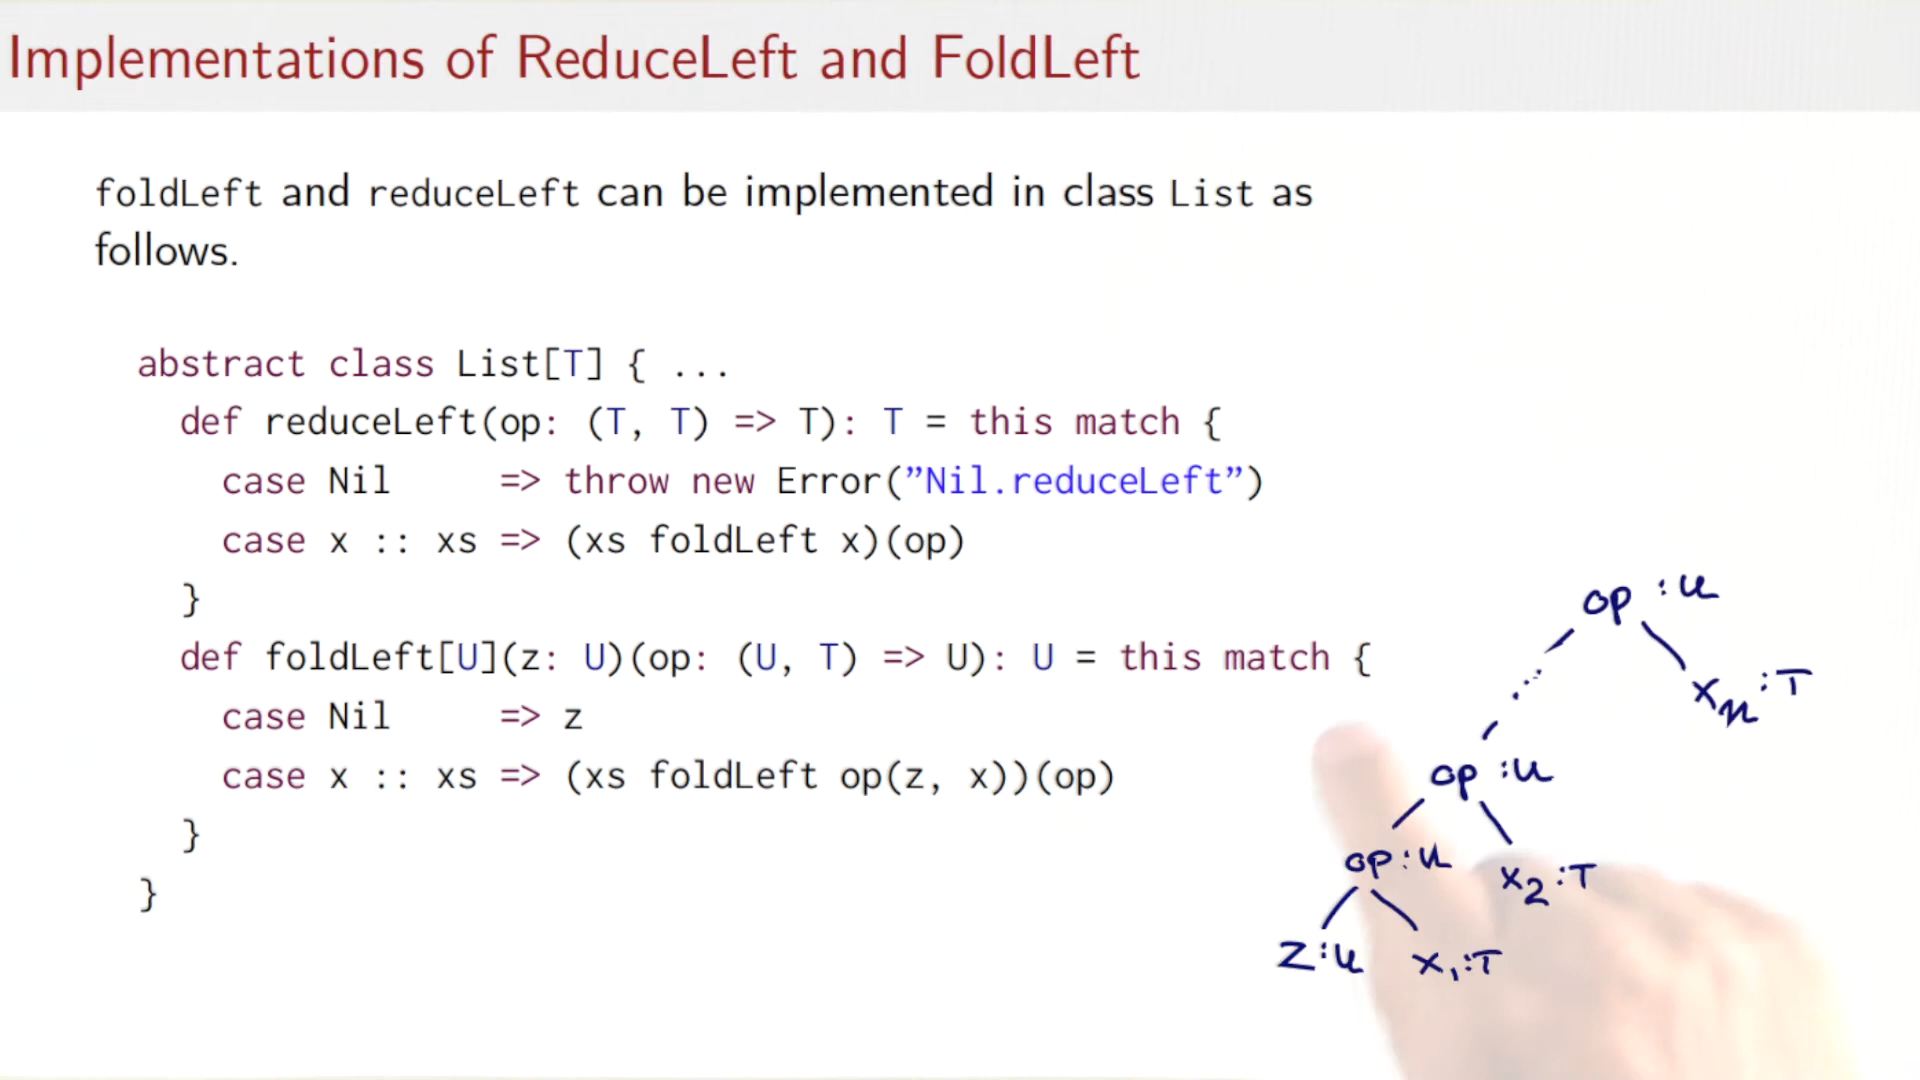 Implementations of ReduceLeft and FoldLeft
foldLeft and reduceLeft can be implemented in class List as
follows.
abstract class List[T] { ...
def reduceLeft(op: (T, T) => T): T = this match {
case Nil => throw new Error(”Nil.reduceLeft”)
case x :: xs => (xs foldLeft x)(op)
}
def foldLeft[U](z: U)(op: (U, T) => U): U = this match {
case Nil => z
case x :: xs => (xs foldLeft op(z, x))(op)
}
}
op : U
xn : T
op : U
op : U
x2 : T
z : U
x1 : T